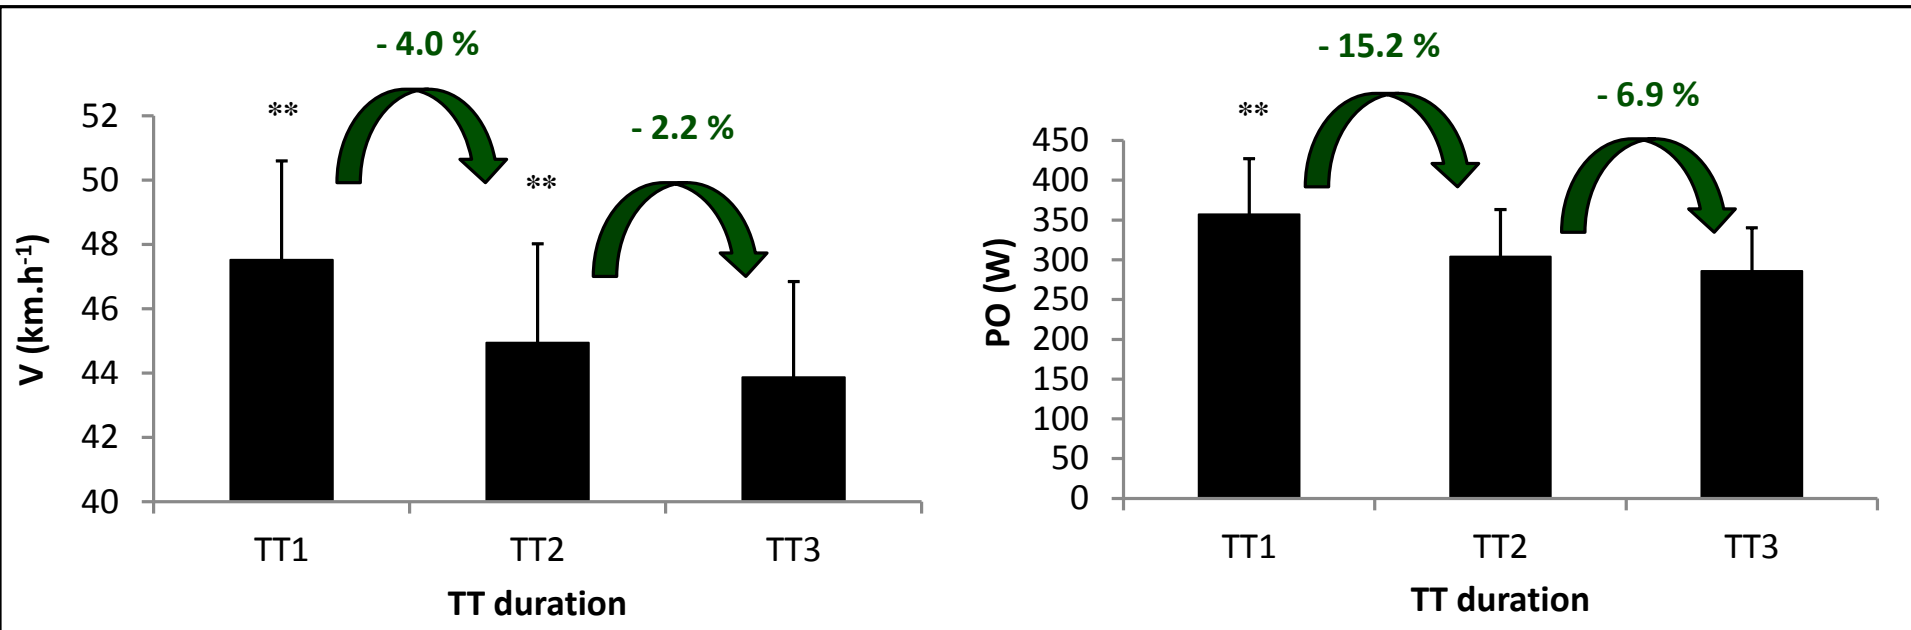 - 4.0 %
- 2.2 %
**
**
52
50
48
46
44
42
40
V (km.h-1)
TT1 TT2 TT3
TT duration
- 15.2 %
- 6.9 %
**
450
400
350
300
250
200
150
100
50
0
PO (W)
TT1 TT2 TT3
TT duration